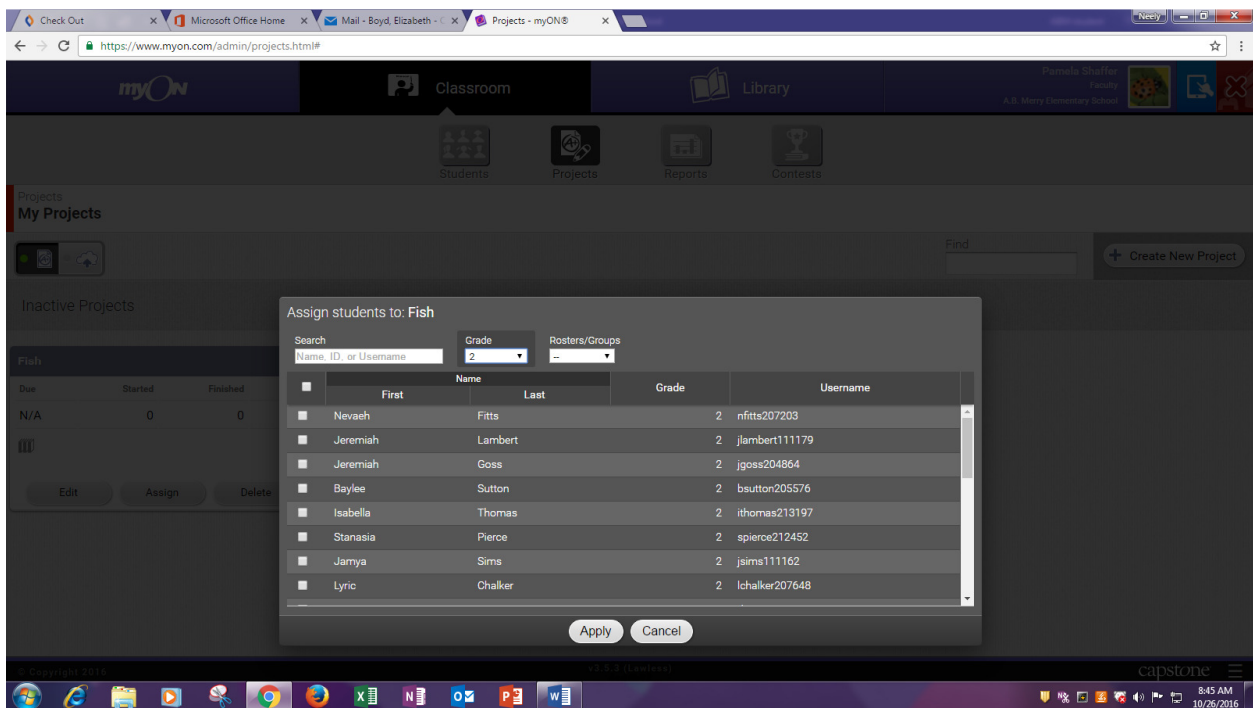 Check Out × Microsoft Office Home × Mail - Boyd, Elizabeth - × Projects - myON® × Neely
https://www.myon.com/admin/projects.html#
myON Classroom Library
Pamela Shaffer
Faculty
A.B. Merry Elementary School
Students Projects Reports Contests
Projects
My Projects
Find
+ Create New Project
Inactive Projects
Fish
Due Started Finished
N/A 0 0
Edit Assign Delete
Assign students to: Fish
Search Grade Rosters/Groups
Name, ID, or Username 2 --
Name
First Last Grade Username
Nevaeh Fitts 2 nfitts207203
Jeremiah Lambert 2 jlambert111179
Jeremiah Goss 2 jgoss204864
Baylee Sutton 2 bsutton205576
Isabella Thomas 2 ithomas213197
Stanasia Pierce 2 spierce212452
Jamya Sims 2 jsims111162
Lyric Chalker 2 lchalker207648
Apply Cancel
© Copyright 2016 v3.5.3 (Lawless) capstone
8:45 AM
10/26/2016